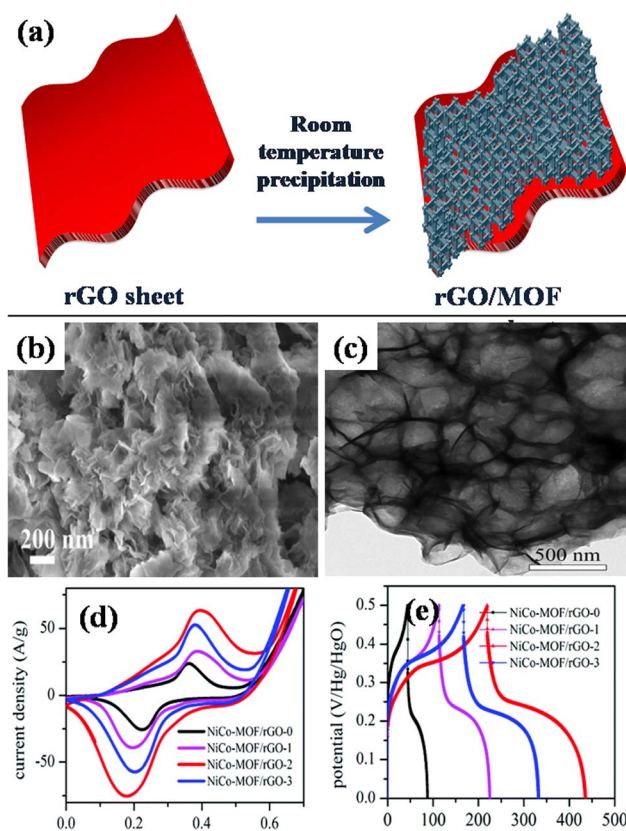 (a)
Room
temperature
precipitation
rGO sheet
rGO/MOF
(b)
200 nm
(c)
500 nm
(d)
current density (A/g)
50
0
-50
0.0 0.2 0.4 0.6
NiCo-MOF/rGO-0
NiCo-MOF/rGO-1
NiCo-MOF/rGO-2
NiCo-MOF/rGO-3
(e)
potential (V/Hg/HgO)
0.5
0.4
0.3
0.2
0.1
0.0
0 100 200 300 400 500
NiCo-MOF/rGO-0
NiCo-MOF/rGO-1
NiCo-MOF/rGO-2
NiCo-MOF/rGO-3